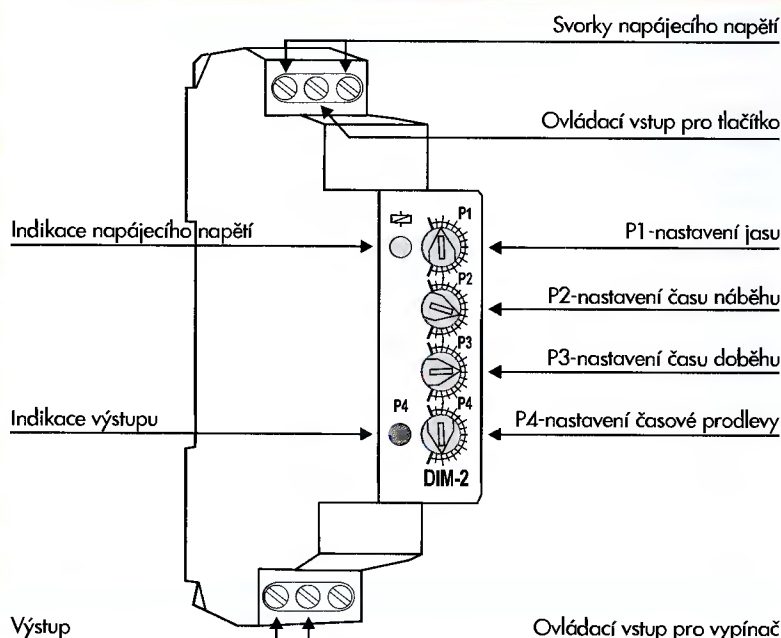 Svorky napájecího napětí
Ovládací vstup pro tlačítko
P1
Indikace napájecího napětí
P1-nastavení jasu
P2
P2-nastavení času náběhu
P3
P3-nastavení času doběhu
P4
P4
Indikace výstupu
P4-nastavení časové prodlevy
DIM-2
Výstup
Ovládací vstup pro vypínač